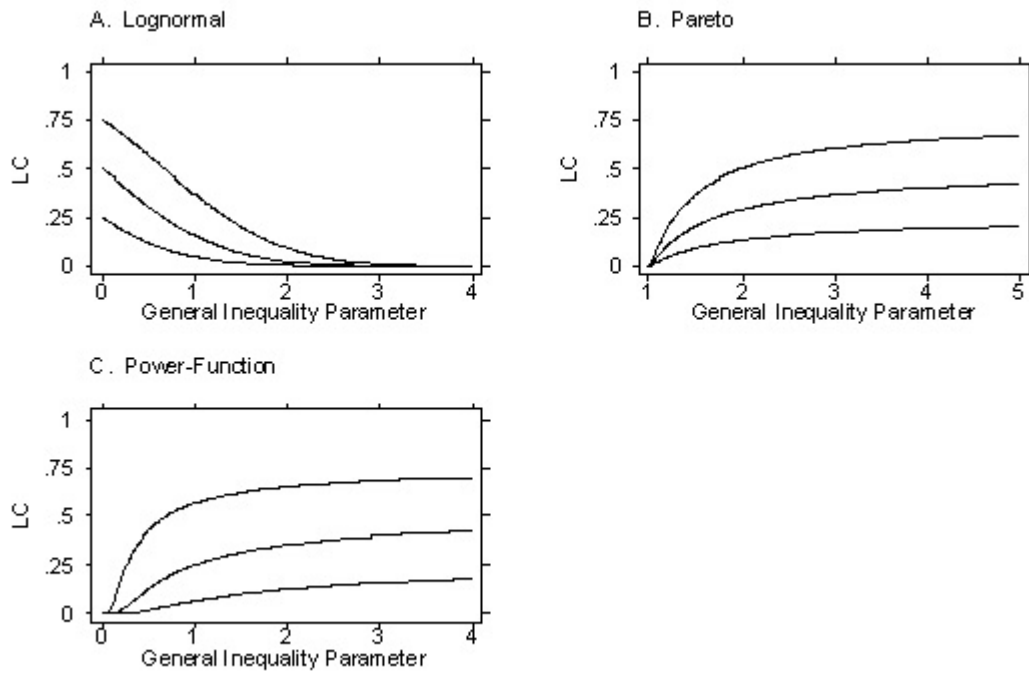 A. Lognormal
1
.75
.5
.25
0
LC
0 1 2 3 4
General Inequality Parameter
B. Pareto
1
.75
.5
.25
0
LC
1 2 3 4 5
General Inequality Parameter
C. Power-Function
1
.75
.5
.25
0
LC
0 1 2 3 4
General Inequality Parameter